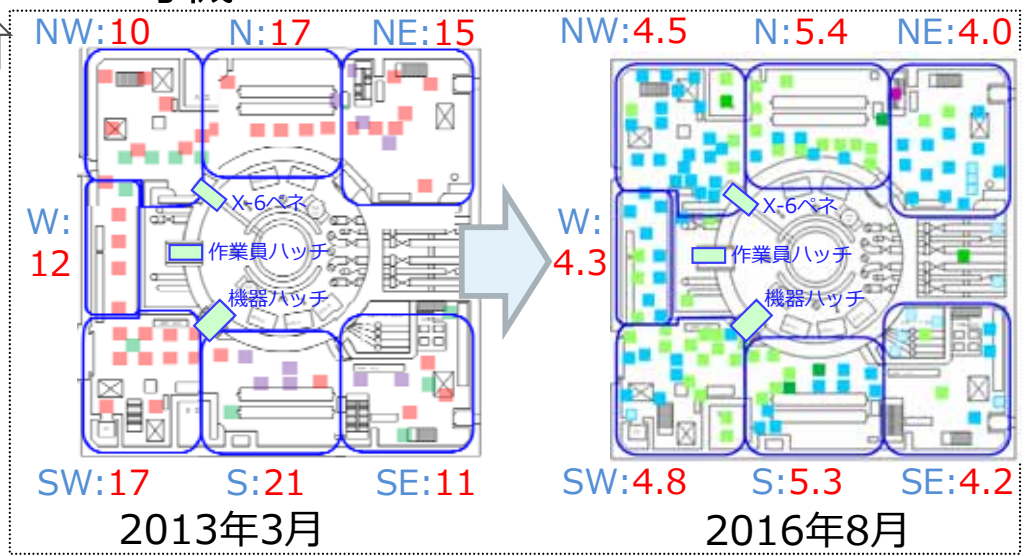 NW:10 N:17 NE:15
X-6ペネ
W:
12
作業員ハッチ
機器ハッチ
SW:17 S:21 SE:11
2013年3月
NW:4.5 N:5.4 NE:4.0
X-6ペネ
W:
4.3
作業員ハッチ
機器ハッチ
SW:4.8 S:5.3 SE:4.2
2016年8月